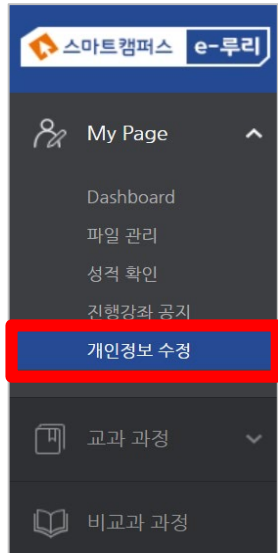 스마트캠퍼스 e-루리
My Page
Dashboard
파일 관리
성적 확인
진행강좌 공지
개인정보 수정
교과 과정
비교과 과정